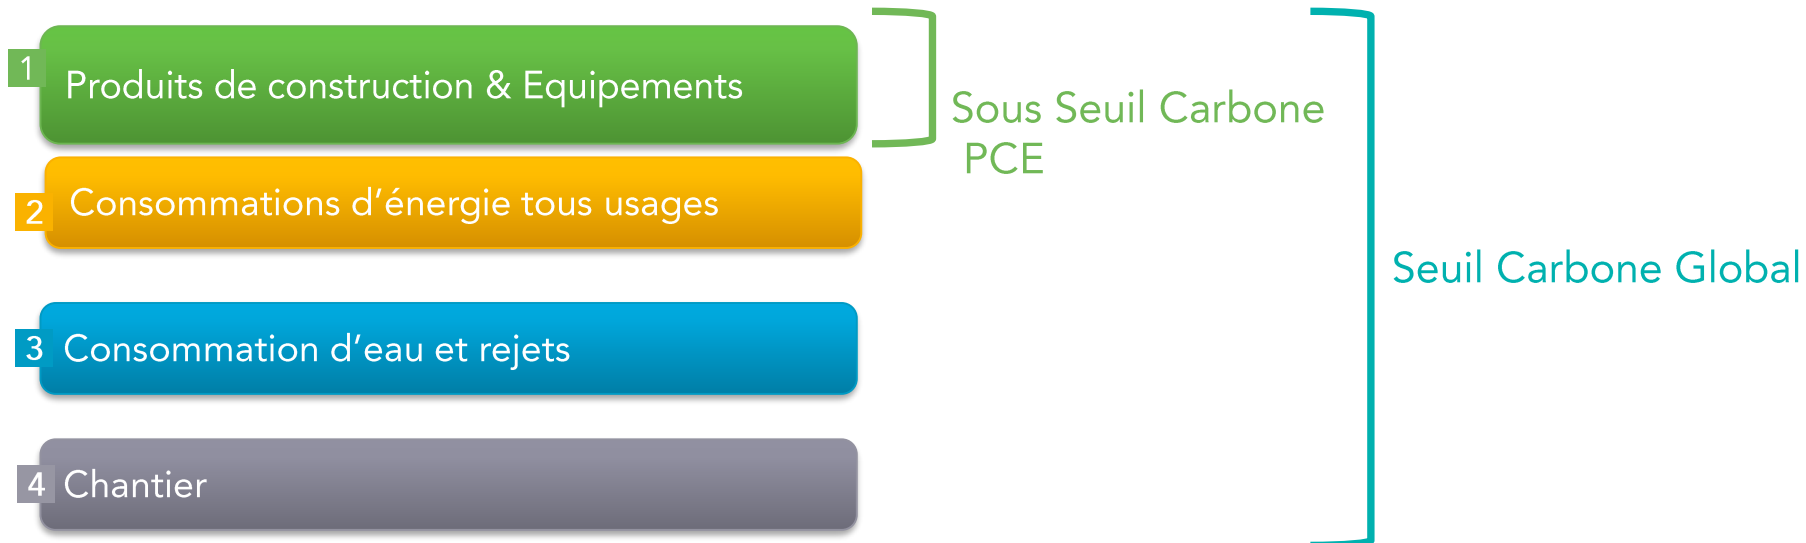 1
Produits de construction & Equipements
Sous Seuil Carbone
PCE
2
Consommations d’énergie tous usages
Seuil Carbone Global
3
Consommation d’eau et rejets
4
Chantier